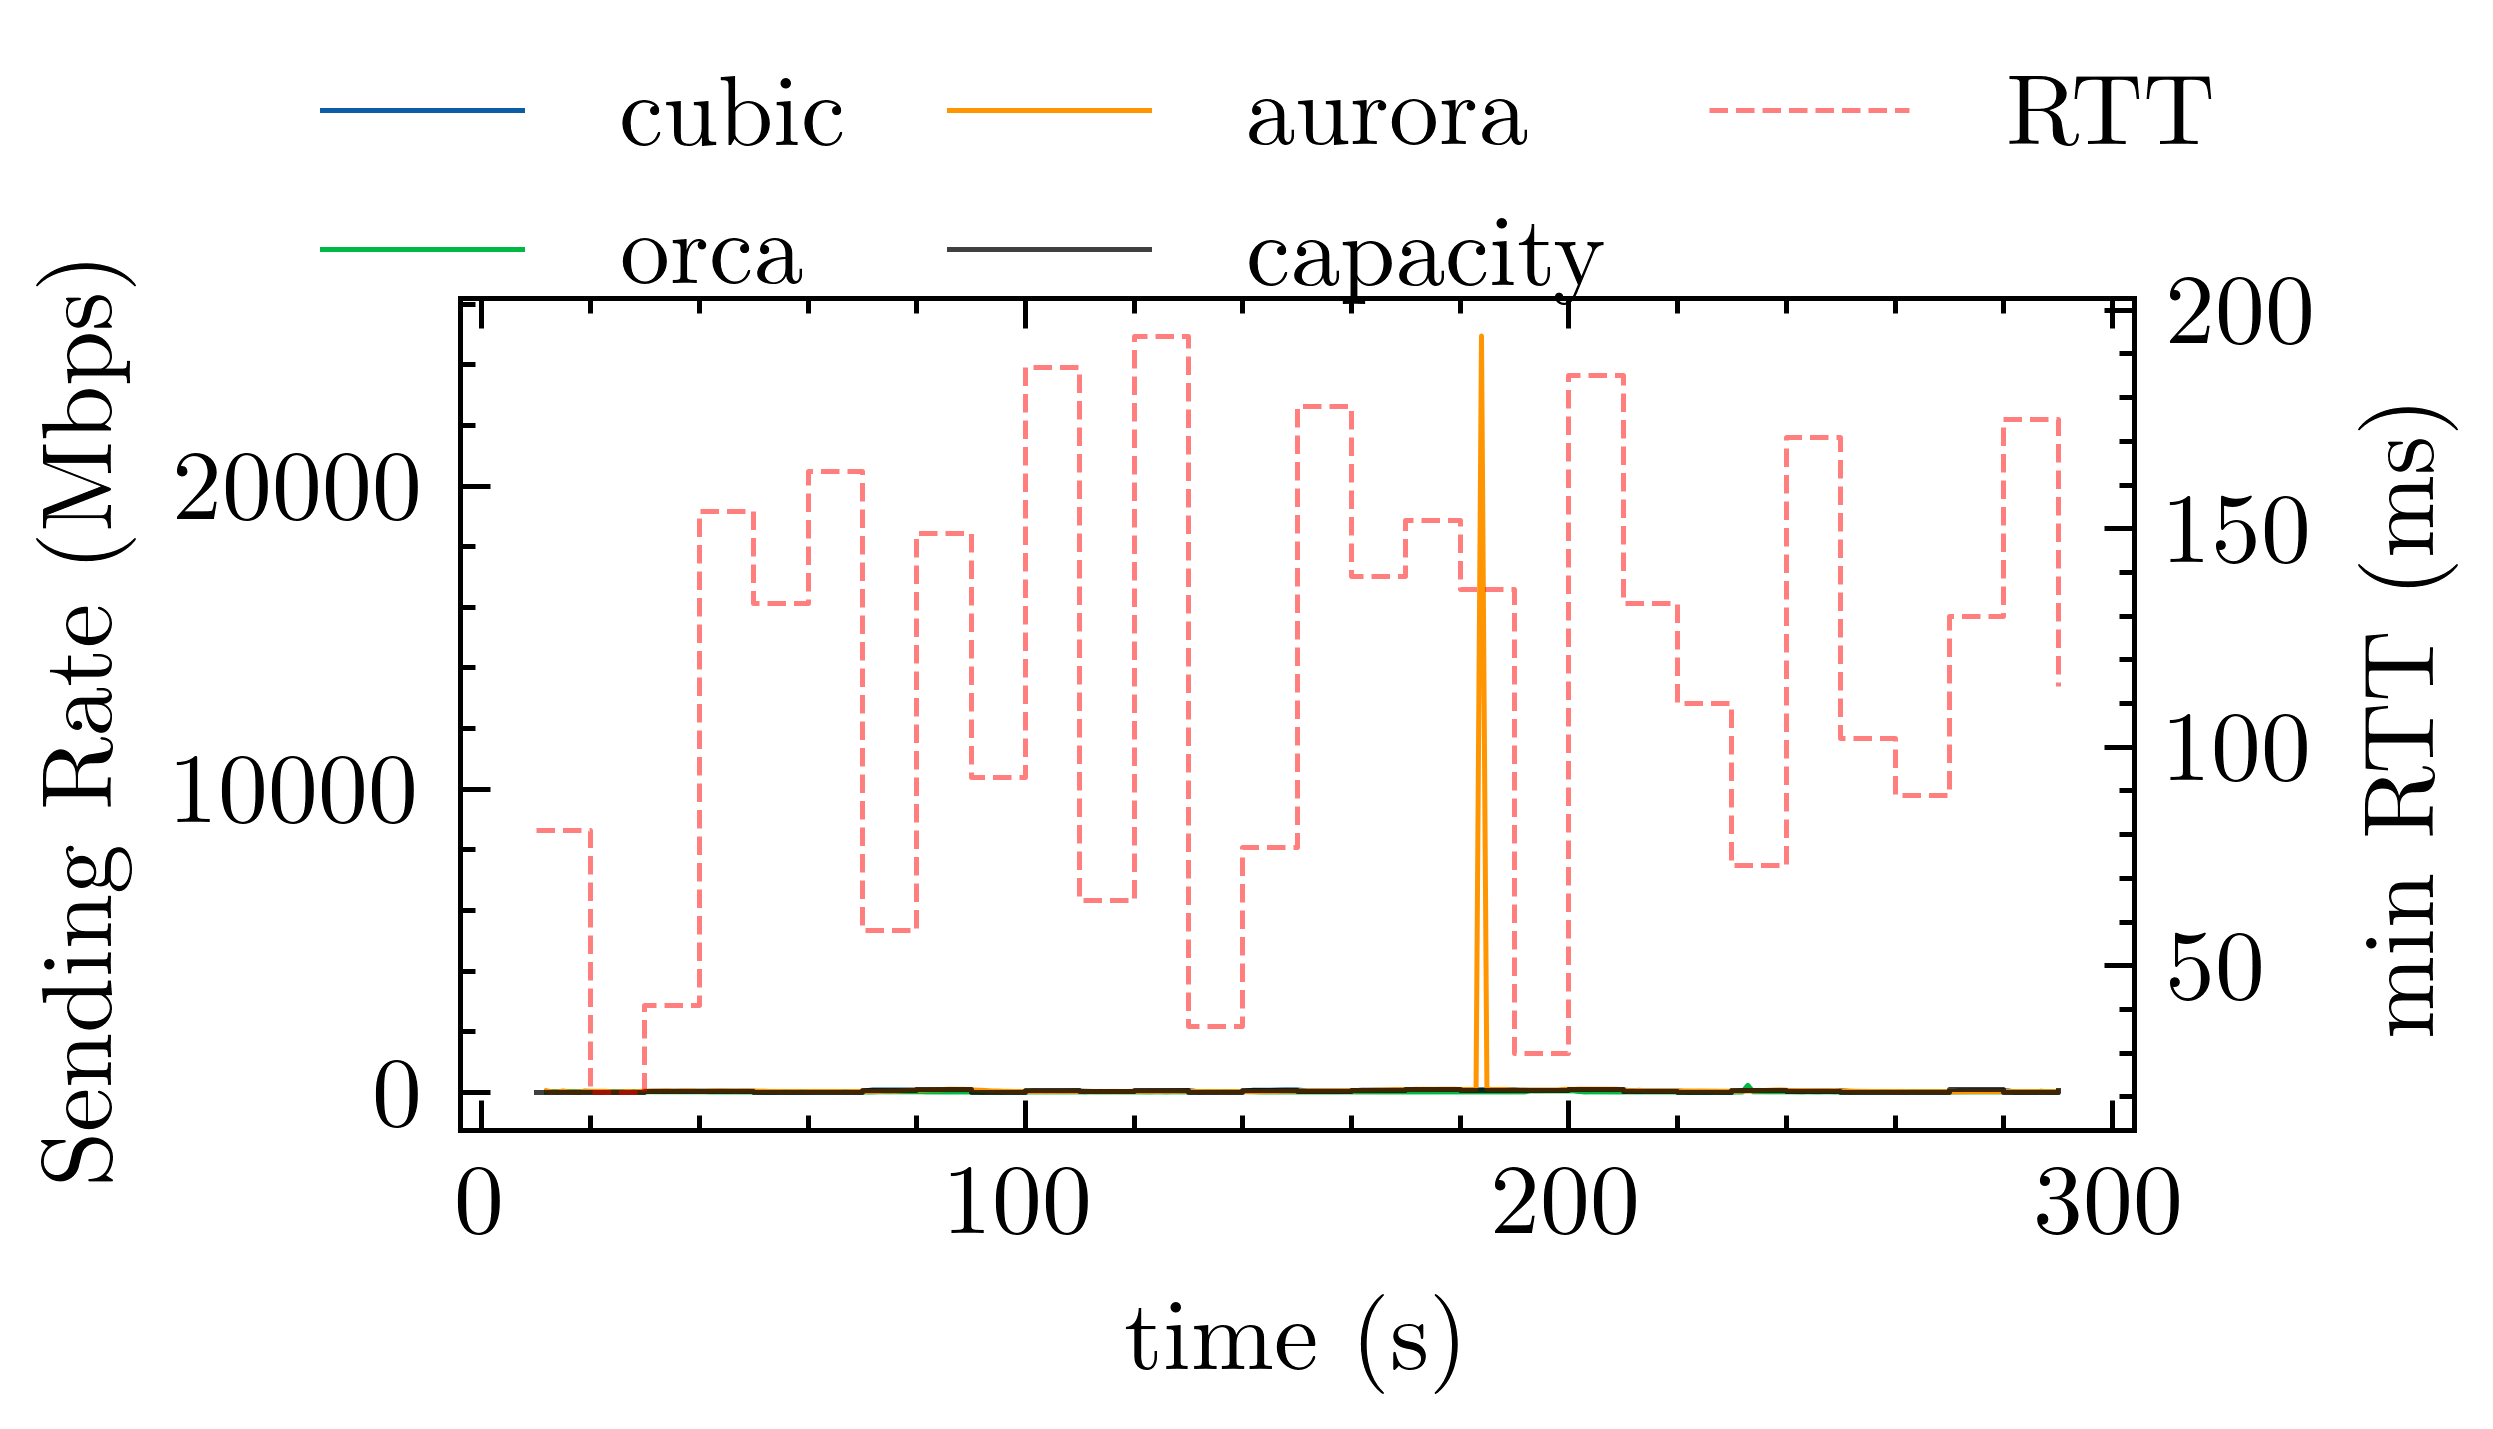 cubic aurora RTT
orca capacity
Sending Rate (Mbps)
20000
10000
0
200
150
100
50
min RTT (ms)
0 100 200 300
time (s)